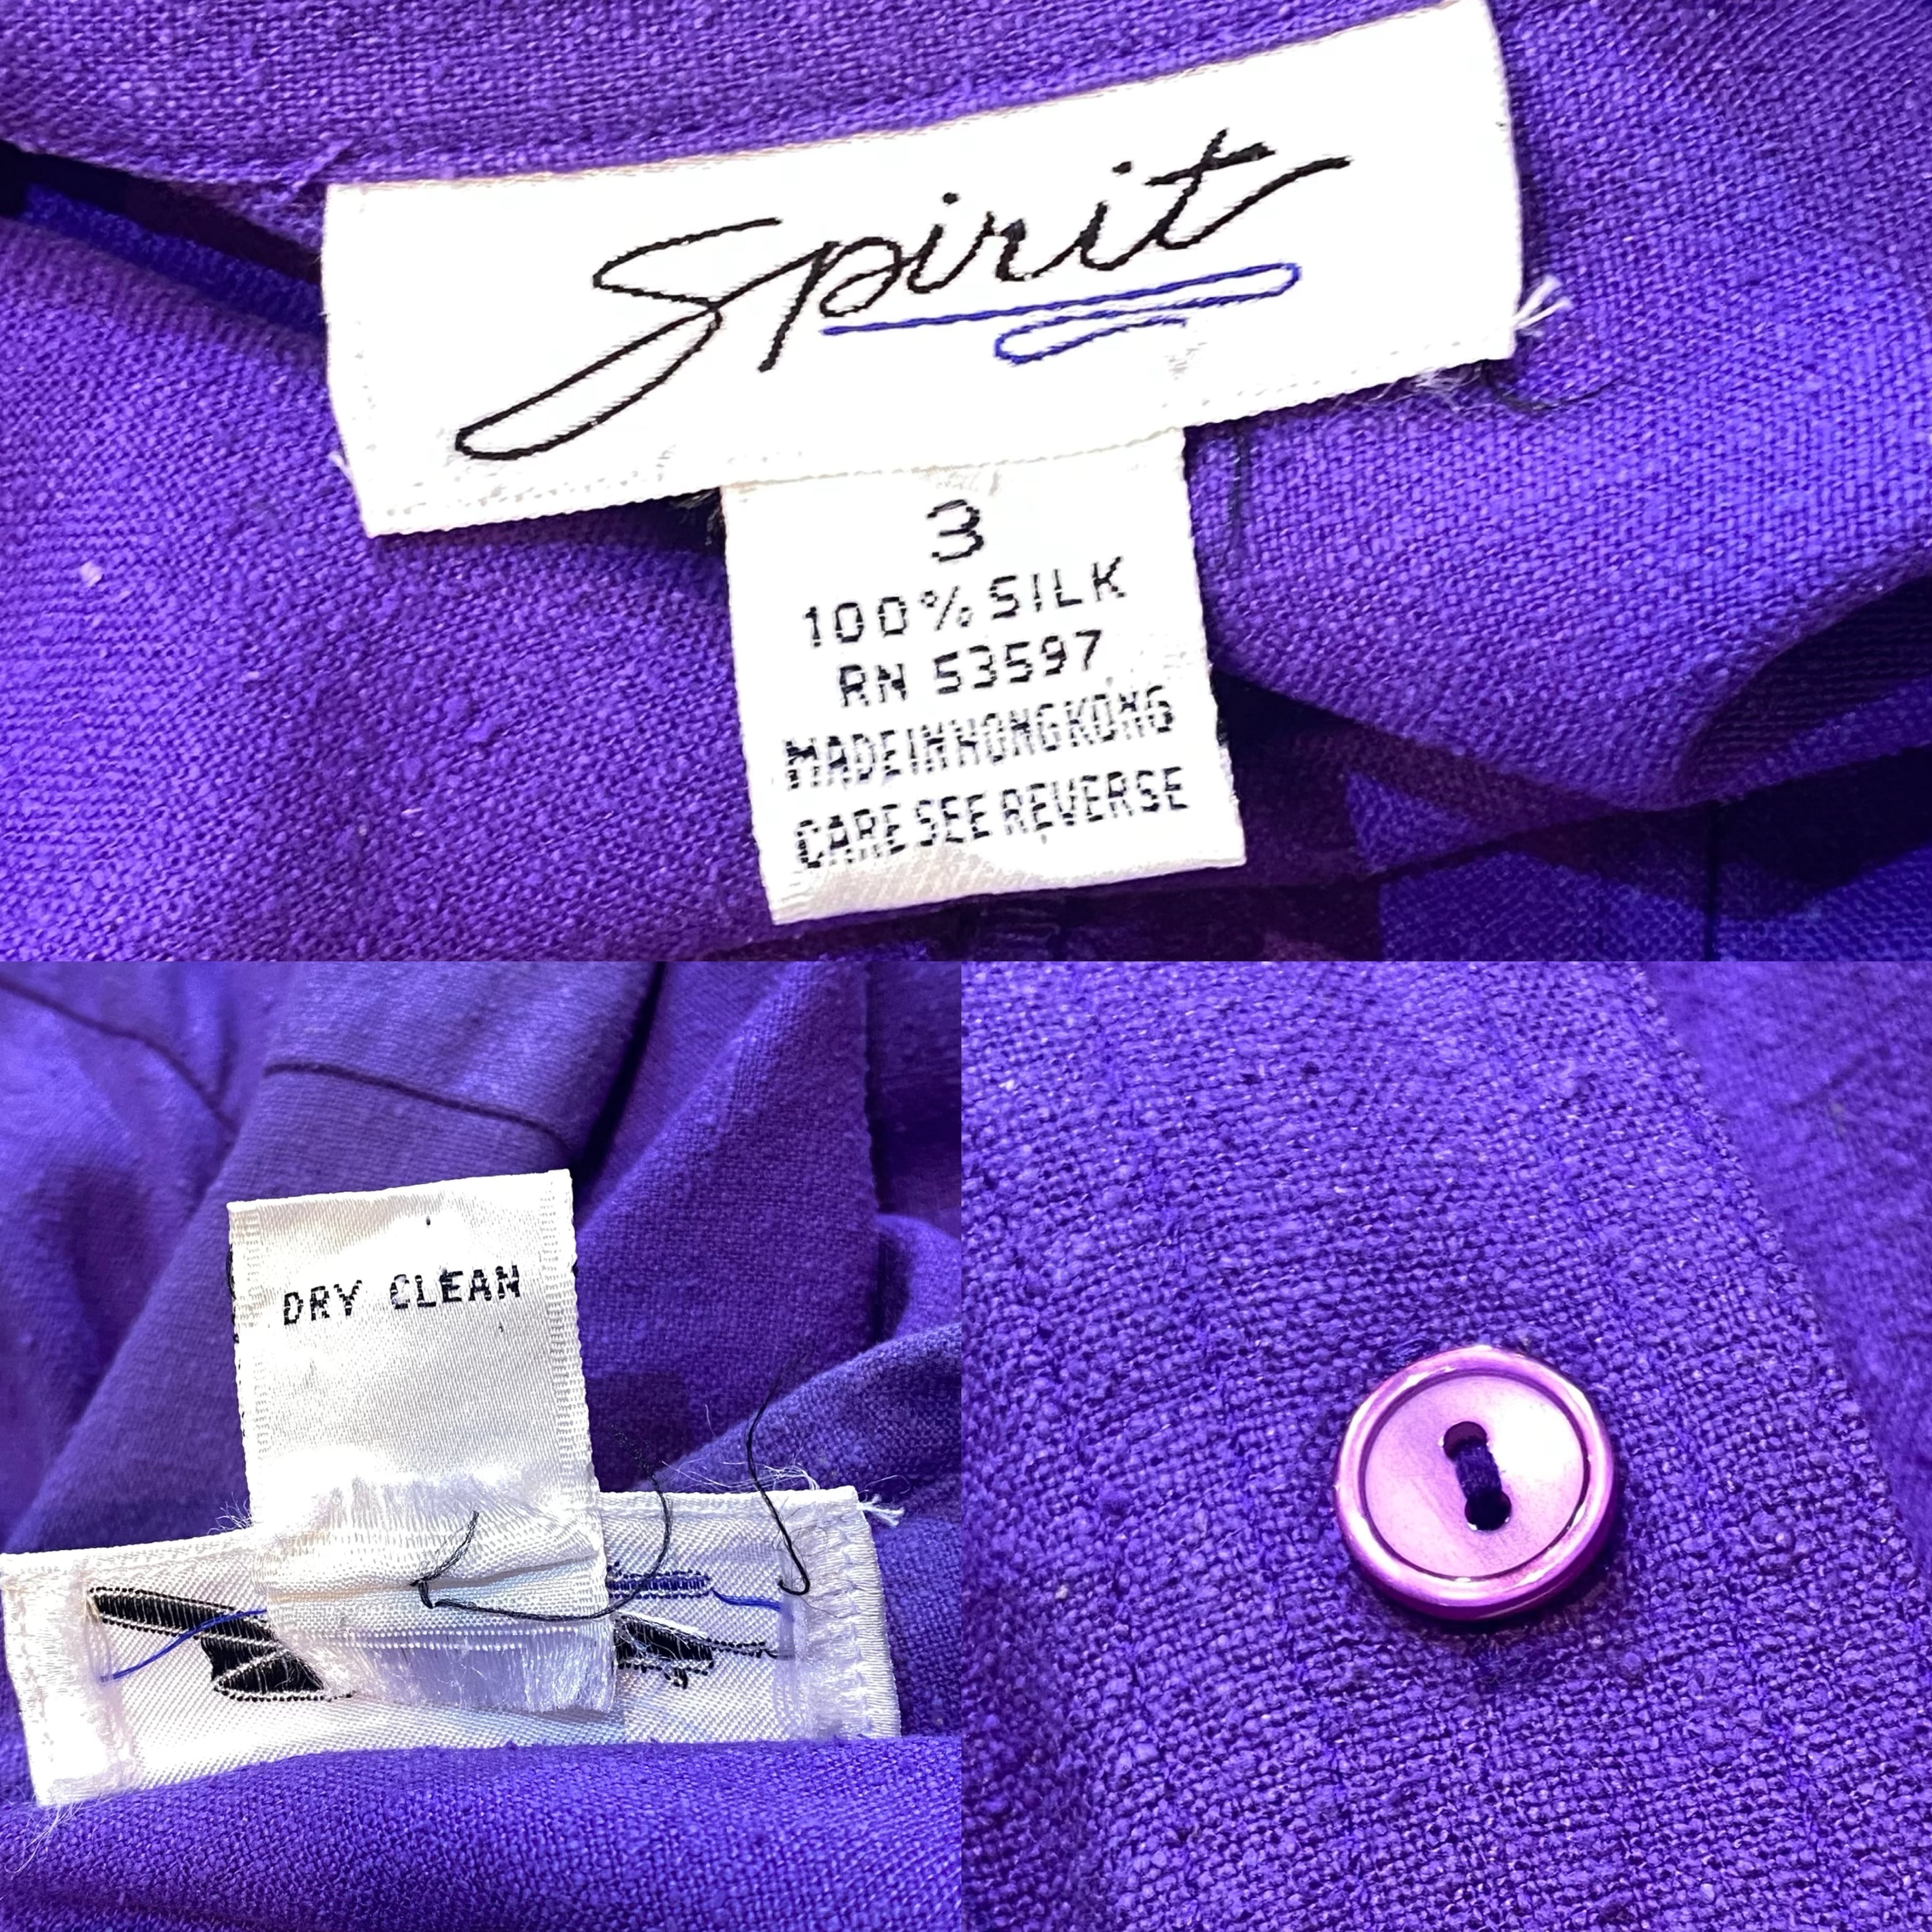 Spirit
3
100% SILK
RN 53597
MADE IN HONG KONG
CARE SEE REVERSE
DRY CLEAN